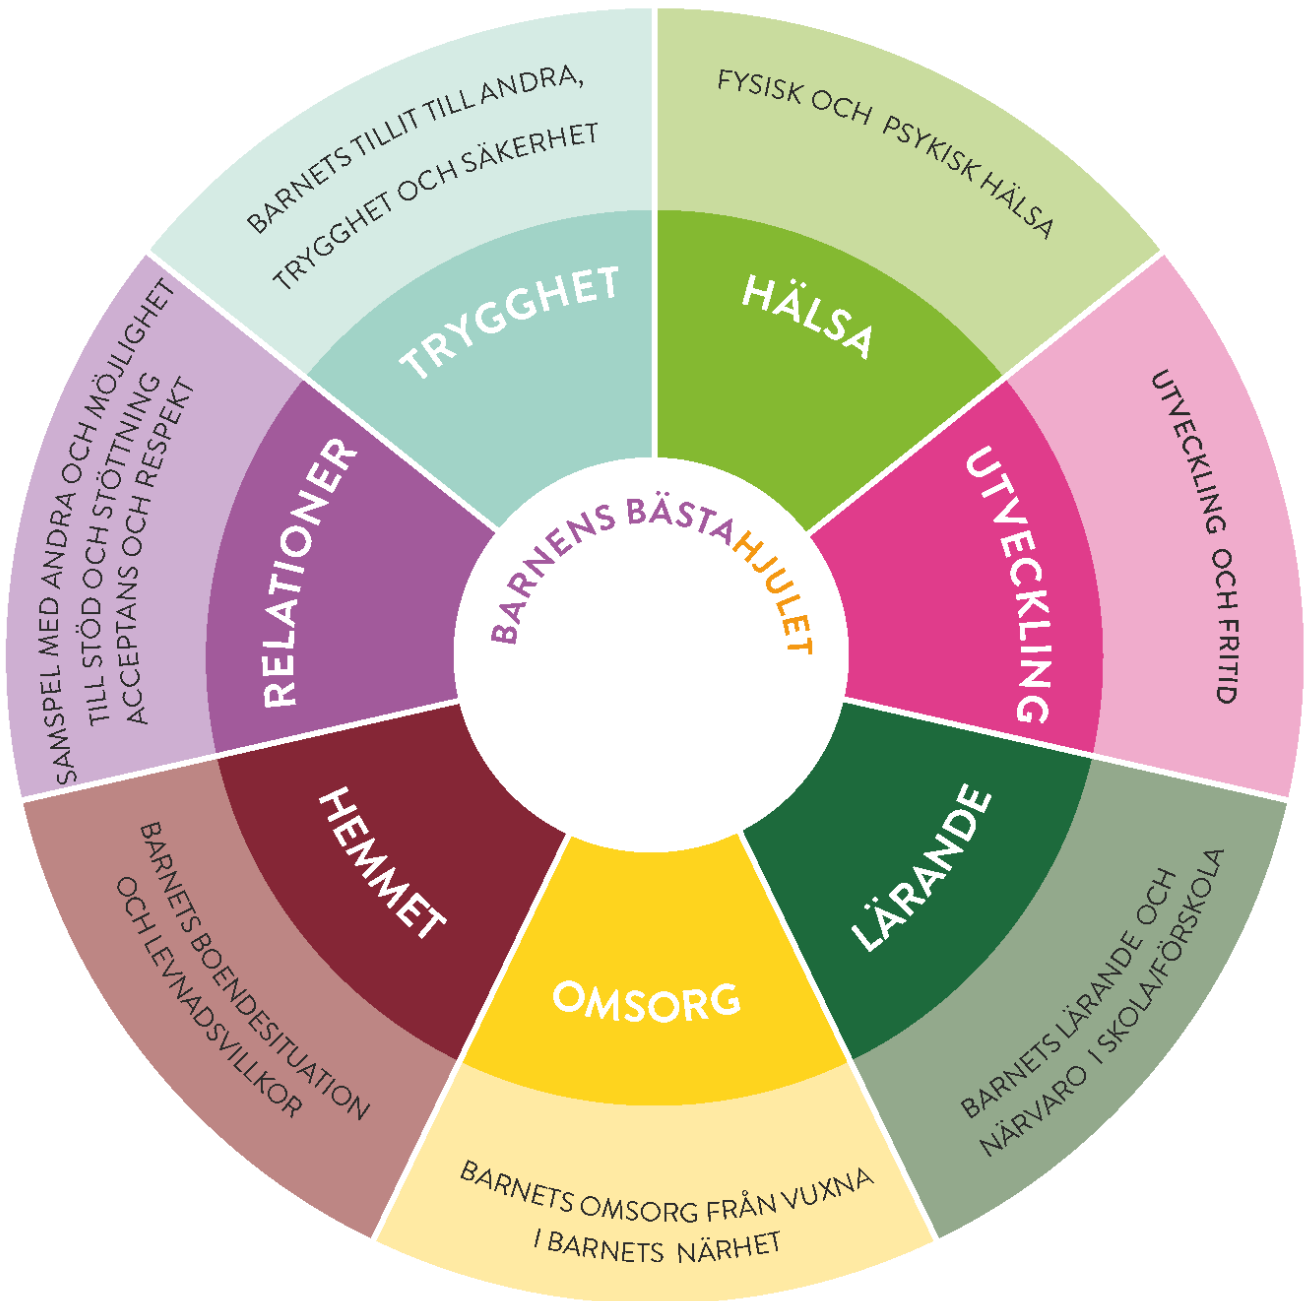 BARNENS BÄSTAHJULET
HÄLSA
FYSISK OCH PSYKISK HÄLSA
UTVECKLING
UTVECKLING OCH FRITID
LÄRANDE
BARNETS LÄRANDE OCH
NÄRVARO I SKOLA/FÖRSKOLA
OMSORG
BARNETS OMSORG FRÅN VUXNA
I BARNETS NÄRHET
HEMMET
BARNETS BOENDESITUATION
OCH LEVNADSVILLKOR
RELATIONER
SAMSPEL MED ANDRA OCH MÖJLIGHET
TILL STÖD OCH STÖTTNING
ACCEPTANS OCH RESPEKT
TRYGGHET
BARNETS TILLIT TILL ANDRA,
TRYGGHET OCH SÄKERHET